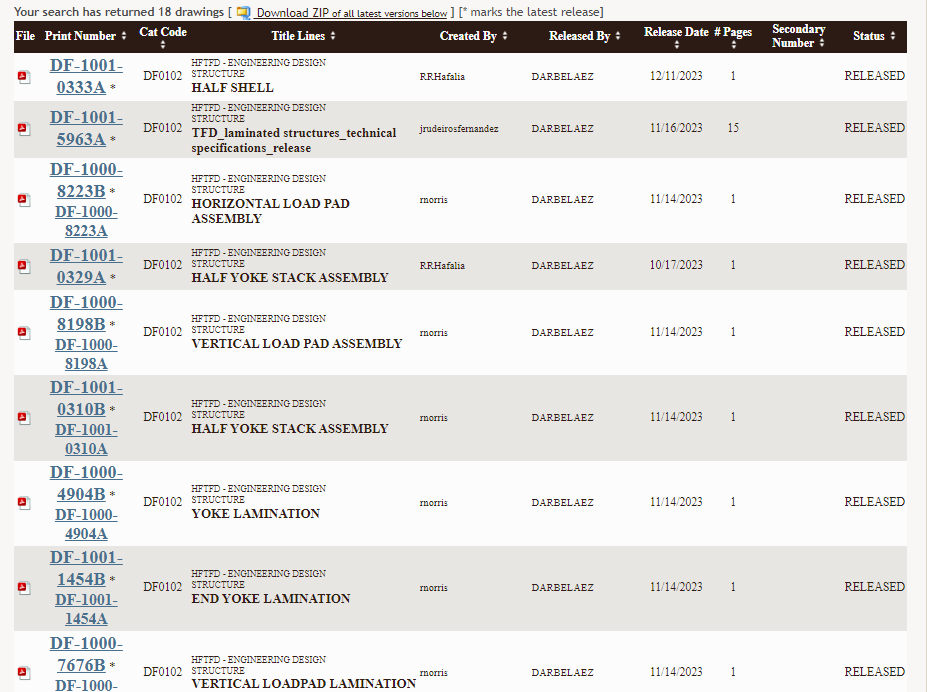 Your search has returned 18 drawings [ Download ZIP of all latest versions below ] [* marks the latest release]
File Print Number Cat Code Title Lines Created By Released By Release Date # Pages Secondary Number Status
DF-1001-
0333A *
DF0102
HFTFD - ENGINEERING DESIGN
STRUCTURE
HALF SHELL
RRHafalia DARBELAEZ 12/11/2023 1 RELEASED
DF-1001-
5963A *
DF0102
HFTFD - ENGINEERING DESIGN
STRUCTURE
TFD_laminated structures_technical
specifications_release
jrudeirosfernandez DARBELAEZ 11/16/2023 15 RELEASED
DF-1000-
8223B *
DF-1000-
8223A
DF0102
HFTFD - ENGINEERING DESIGN
STRUCTURE
HORIZONTAL LOAD PAD
ASSEMBLY
rnorris DARBELAEZ 11/14/2023 1 RELEASED
DF-1001-
0329A *
DF0102
HFTFD - ENGINEERING DESIGN
STRUCTURE
HALF YOKE STACK ASSEMBLY
RRHafalia DARBELAEZ 10/17/2023 1 RELEASED
DF-1000-
8198B *
DF-1000-
8198A
DF0102
HFTFD - ENGINEERING DESIGN
STRUCTURE
VERTICAL LOAD PAD ASSEMBLY
rnorris DARBELAEZ 11/14/2023 1 RELEASED
DF-1001-
0310B *
DF-1001-
0310A
DF0102
HFTFD - ENGINEERING DESIGN
STRUCTURE
HALF YOKE STACK ASSEMBLY
rnorris DARBELAEZ 11/14/2023 1 RELEASED
DF-1000-
4904B *
DF-1000-
4904A
DF0102
HFTFD - ENGINEERING DESIGN
STRUCTURE
YOKE LAMINATION
rnorris DARBELAEZ 11/14/2023 1 RELEASED
DF-1001-
1454B *
DF-1001-
1454A
DF0102
HFTFD - ENGINEERING DESIGN
STRUCTURE
END YOKE LAMINATION
rnorris DARBELAEZ 11/14/2023 1 RELEASED
DF-1000-
7676B *
DF-1000-
DF0102
HFTFD - ENGINEERING DESIGN
STRUCTURE
VERTICAL LOADPAD LAMINATION
rnorris DARBELAEZ 11/14/2023 1 RELEASED